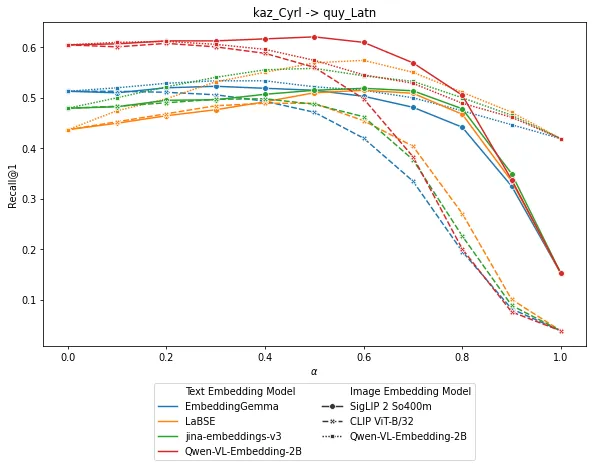 kaz_Cyrl -> quy_Latn
Recall@1
0.6
0.5
0.4
0.3
0.2
0.1
0.0 0.2 0.4 0.6 0.8 1.0
α
Text Embedding Model Image Embedding Model
EmbeddingGemma SigLIP 2 So400m
LaBSE CLIP ViT-B/32
jina-embeddings-v3 Qwen-VL-Embedding-2B
Qwen-VL-Embedding-2B